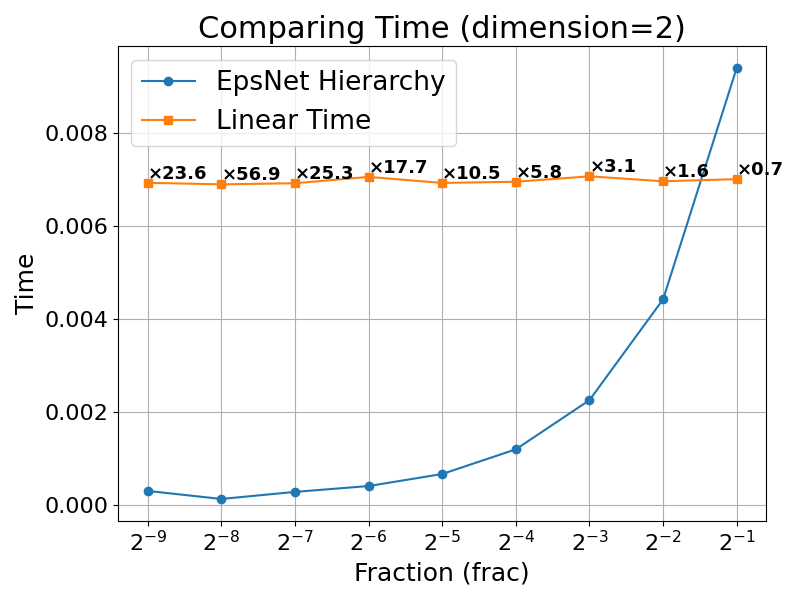 Comparing Time (dimension=2)
EpsNet Hierarchy
Linear Time
×23.6 ×56.9 ×25.3 ×17.7 ×10.5 ×5.8 ×3.1 ×1.6 ×0.7
Time
0.008
0.006
0.004
0.002
0.000
2⁻⁹ 2⁻⁸ 2⁻⁷ 2⁻⁶ 2⁻⁵ 2⁻⁴ 2⁻³ 2⁻² 2⁻¹
Fraction (frac)